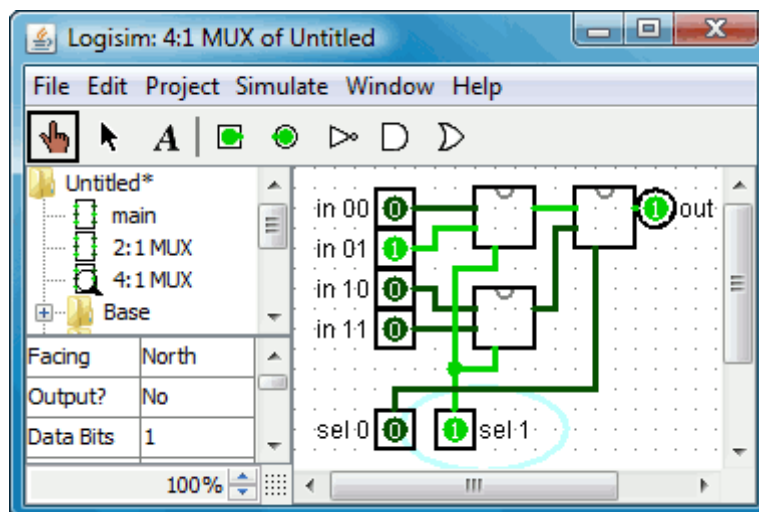 Logisim: 4:1 MUX of Untitled
File Edit Project Simulate Window Help
A
Untitled*
main
2:1 MUX
4:1 MUX
Base
Facing North
Output? No
Data Bits 1
100%
in 00 0
in 01 1
in 10 0
in 11 0
1 out
sel 0 0
1 sel 1